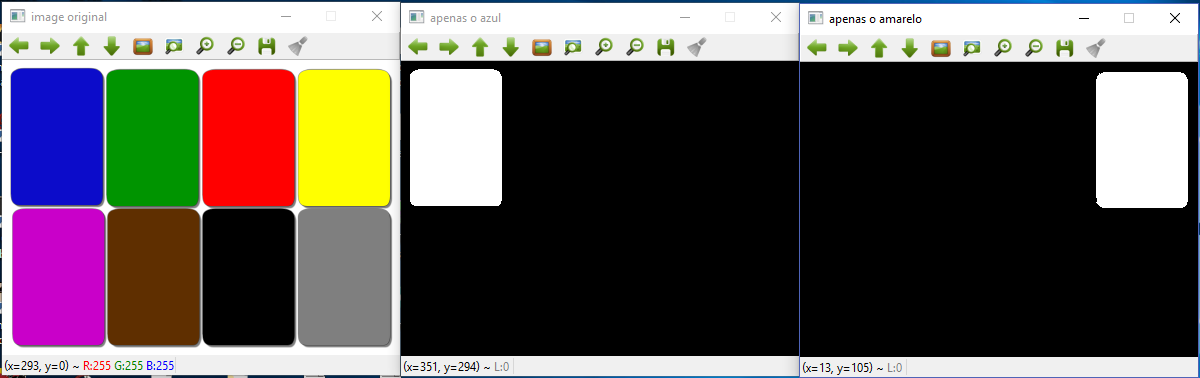 image original
apenas o azul
apenas o amarelo
(x=293, y=0) ~ R:255 G:255 B:255
(x=351, y=294) ~ L:0
(x=13, y=105) ~ L:0